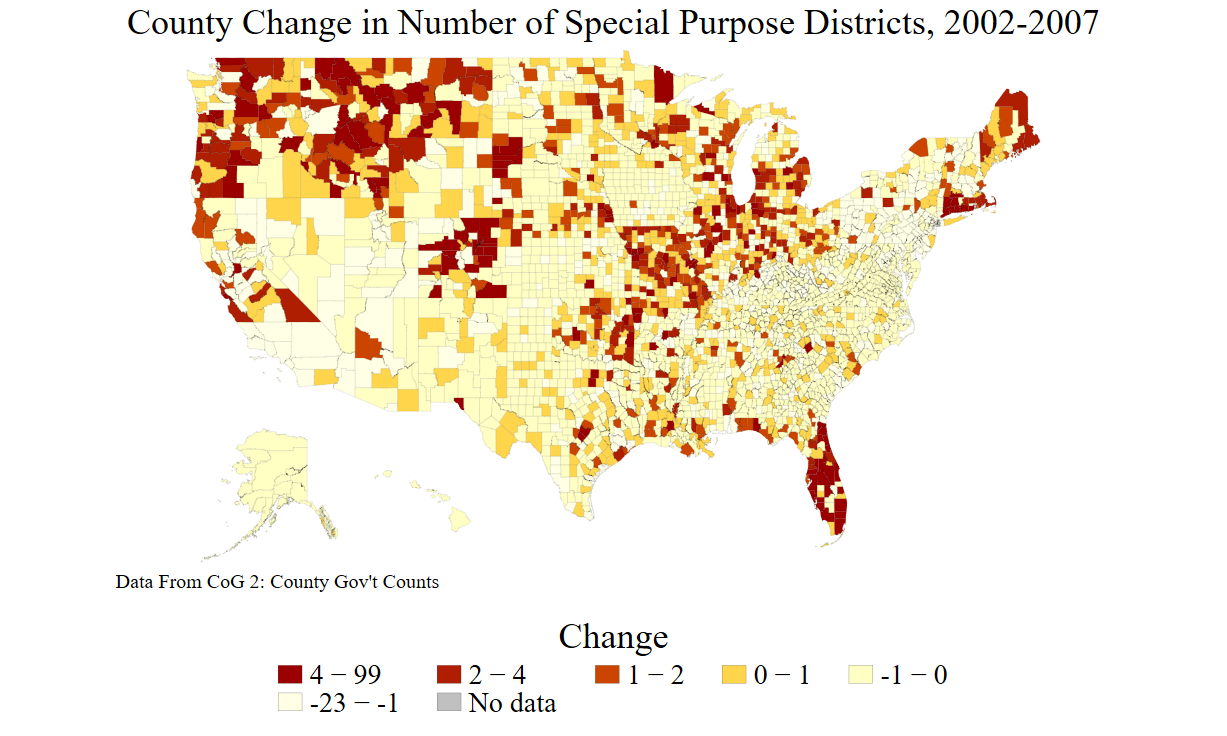 County Change in Number of Special Purpose Districts, 2002-2007
Data From CoG 2: County Gov't Counts
Change
4 − 99 2 − 4 1 − 2 0 − 1 -1 − 0
-23 − -1 No data